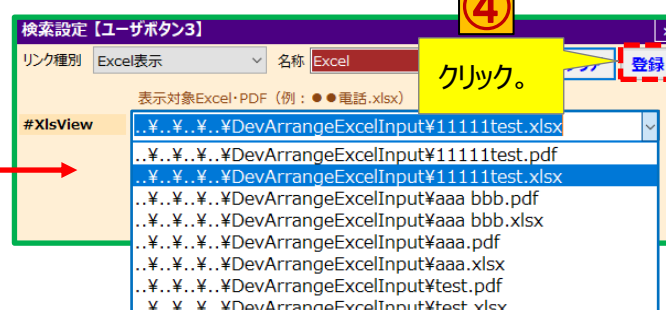 ④
検索設定【ユーザボタン3】
リンク種別 Excel表示 名称 Excel 登録
クリック。
表示対象Excel･PDF（例：●●電話.xlsx）
#XlsView ..¥..¥..¥..¥DevArrangeExcelInput¥11111test.xlsx
..¥..¥..¥..¥DevArrangeExcelInput¥11111test.pdf
..¥..¥..¥..¥DevArrangeExcelInput¥11111test.xlsx
..¥..¥..¥..¥DevArrangeExcelInput¥aaa bbb.pdf
..¥..¥..¥..¥DevArrangeExcelInput¥aaa bbb.xlsx
..¥..¥..¥..¥DevArrangeExcelInput¥aaa.pdf
..¥..¥..¥..¥DevArrangeExcelInput¥aaa.xlsx
..¥..¥..¥..¥DevArrangeExcelInput¥test.pdf
..¥..¥..¥..¥DevArrangeExcelInput¥test.xlsx